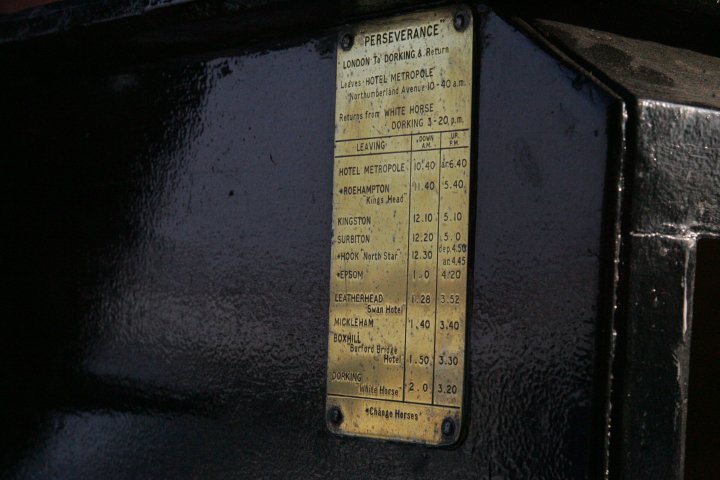 "PERSEVERANCE"
LONDON To DORKING & Return
Leaves HOTEL METROPOLE
Northumberland Avenue 10-40 a.m.
Returns from WHITE HORSE
DORKING 3-20 p.m.
LEAVING DOWN A.M. UP P.M.
HOTEL METROPOLE 10.40 ar 6.40
*ROEHAMPTON 11.40 5.40
"Kings Head"
KINGSTON 12.10 5.10
SURBITON 12.20 5.0
*HOOK "North Star" 12.30 dep. 4.50 ar. 4.45
*EPSOM 1.0 4.20
LEATHERHEAD 1.28 3.52
"Swan Hotel"
MICKLEHAM 1.40 3.40
BOXHILL
"Burford Bridge
Hotel" 1.50 3.30
DORKING
"White Horse" 2.0 3.20
"*Change Horses"